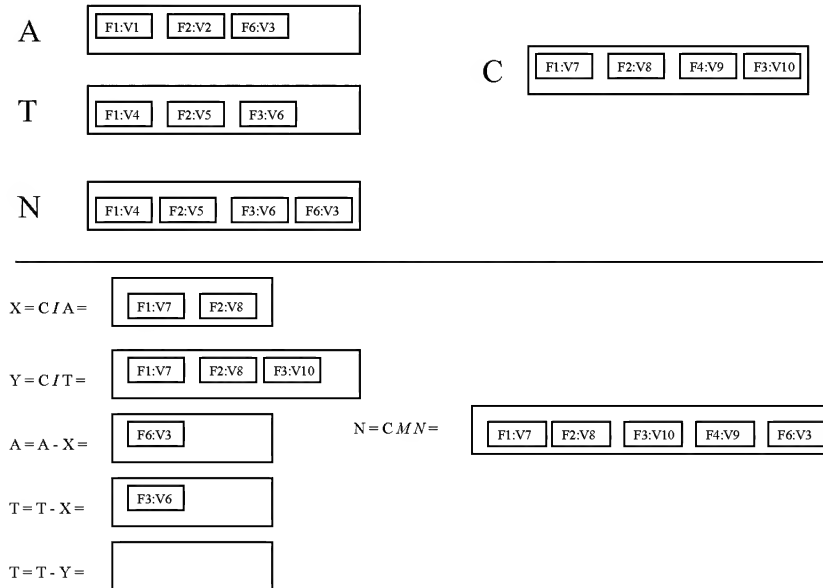 A F1:V1 F2:V2 F6:V3
C F1:V7 F2:V8 F4:V9 F3:V10
T F1:V4 F2:V5 F3:V6
N F1:V4 F2:V5 F3:V6 F6:V3
X = C I A = F1:V7 F2:V8
Y = C I T = F1:V7 F2:V8 F3:V10
A = A - X = F6:V3
N = C M N = F1:V7 F2:V8 F3:V10 F4:V9 F6:V3
T = T - X = F3:V6
T = T - Y =